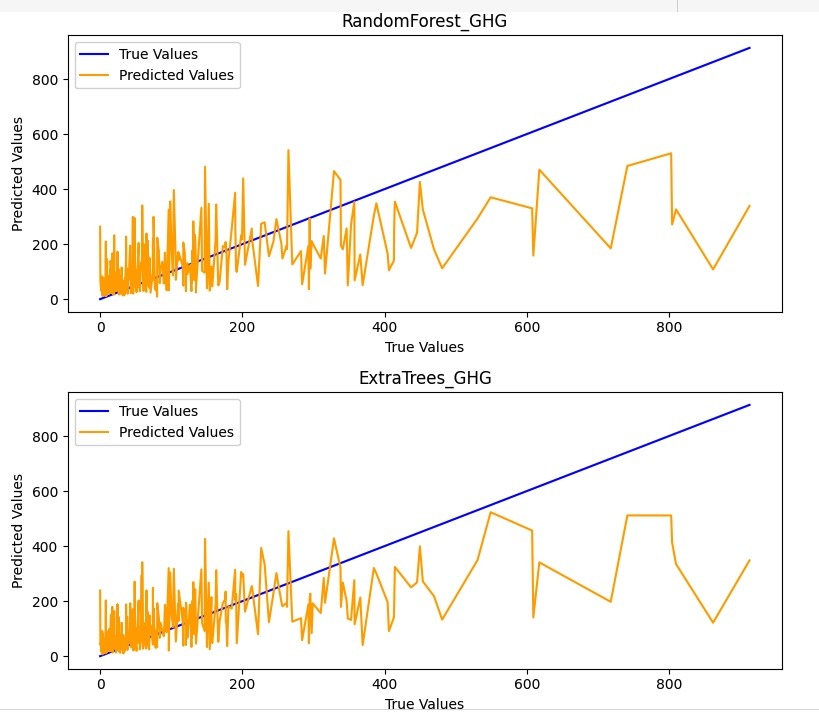 RandomForest_GHG
True Values
Predicted Values
Predicted Values
800
600
400
200
0
0 200 400 600 800
True Values
ExtraTrees_GHG
True Values
Predicted Values
Predicted Values
800
600
400
200
0
0 200 400 600 800
True Values